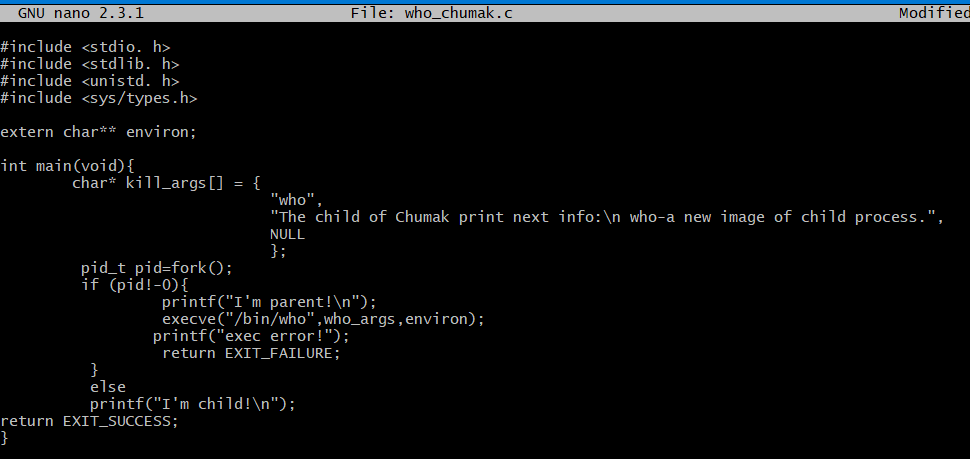 GNU nano 2.3.1 File: who_chumak.c Modified
#include <stdio. h>
#include <stdlib. h>
#include <unistd. h>
#include <sys/types.h>
extern char** environ;
int main(void){
char* kill_args[] = {
"who",
"The child of Chumak print next info:\n who-a new image of child process.",
NULL
};
pid_t pid=fork();
if (pid!-0){
printf("I'm parent!\n");
execve("/bin/who",who_args,environ);
printf("exec error!");
return EXIT_FAILURE;
}
else
printf("I'm child!\n");
return EXIT_SUCCESS;
}